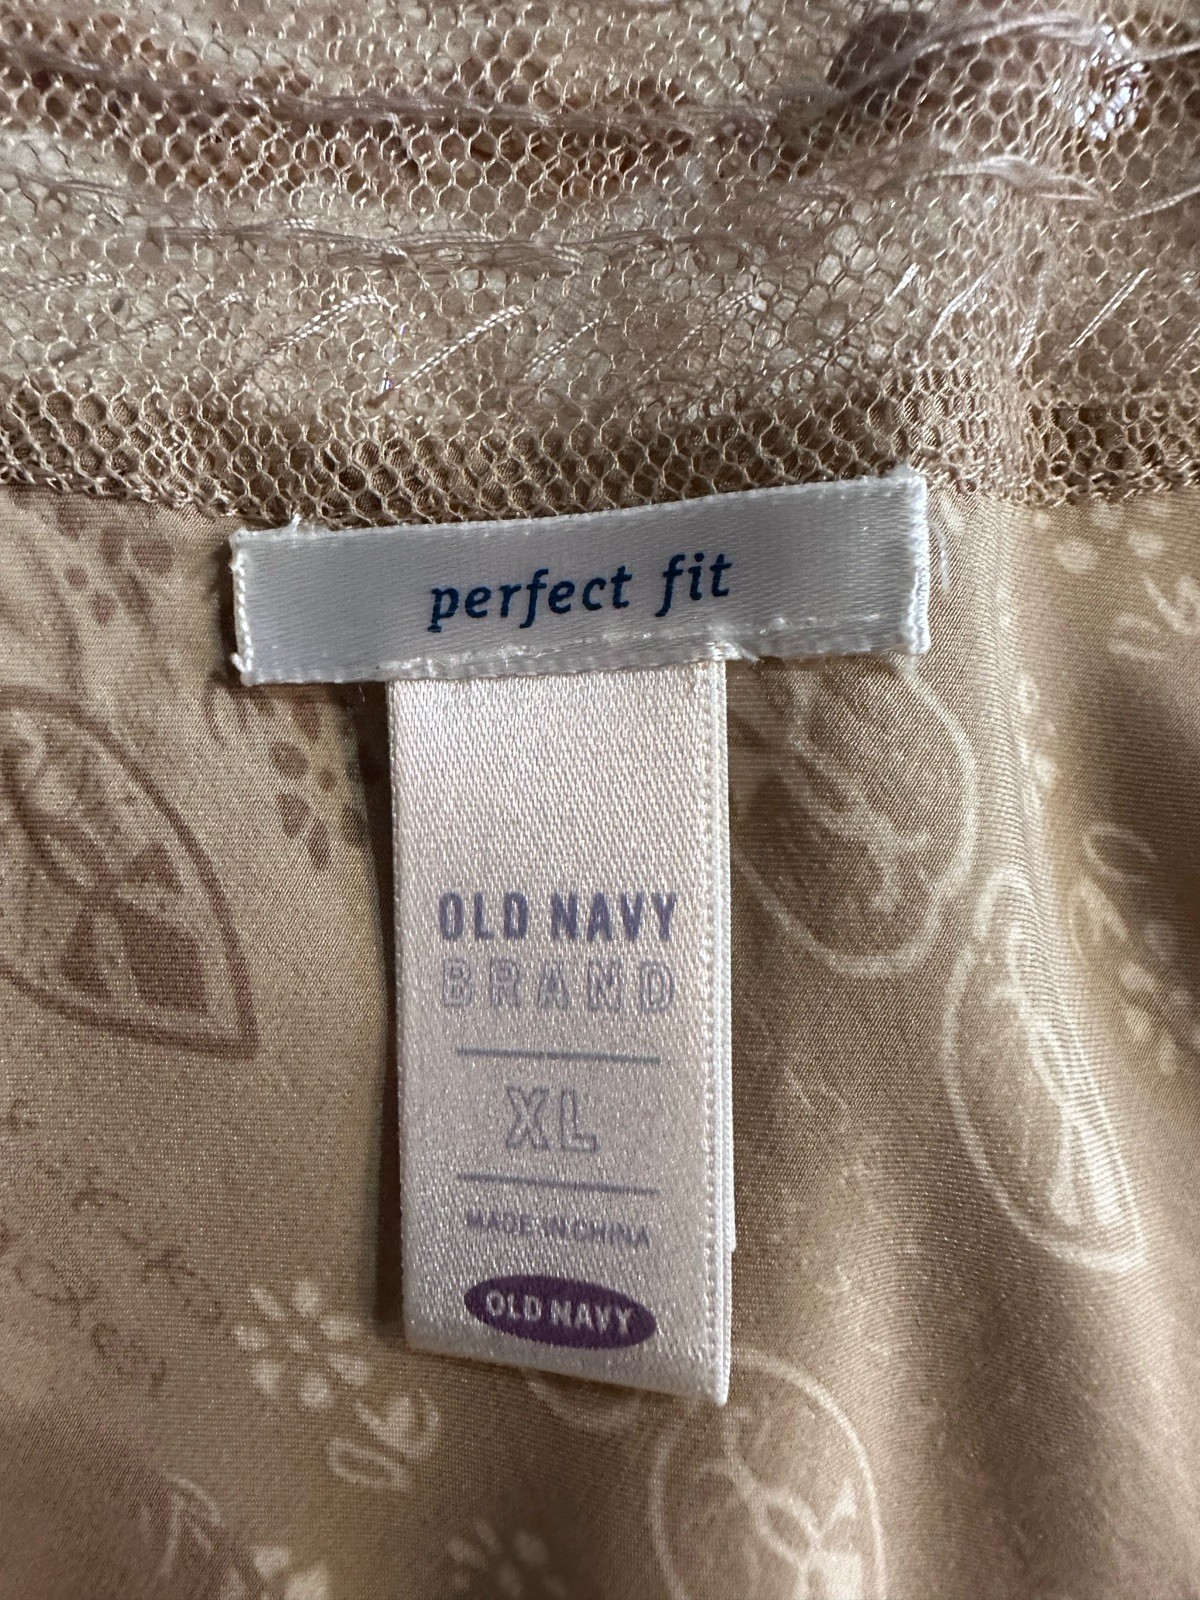 perfect fit
OLD NAVY
BRAND
XL
MADE IN CHINA
OLD NAVY